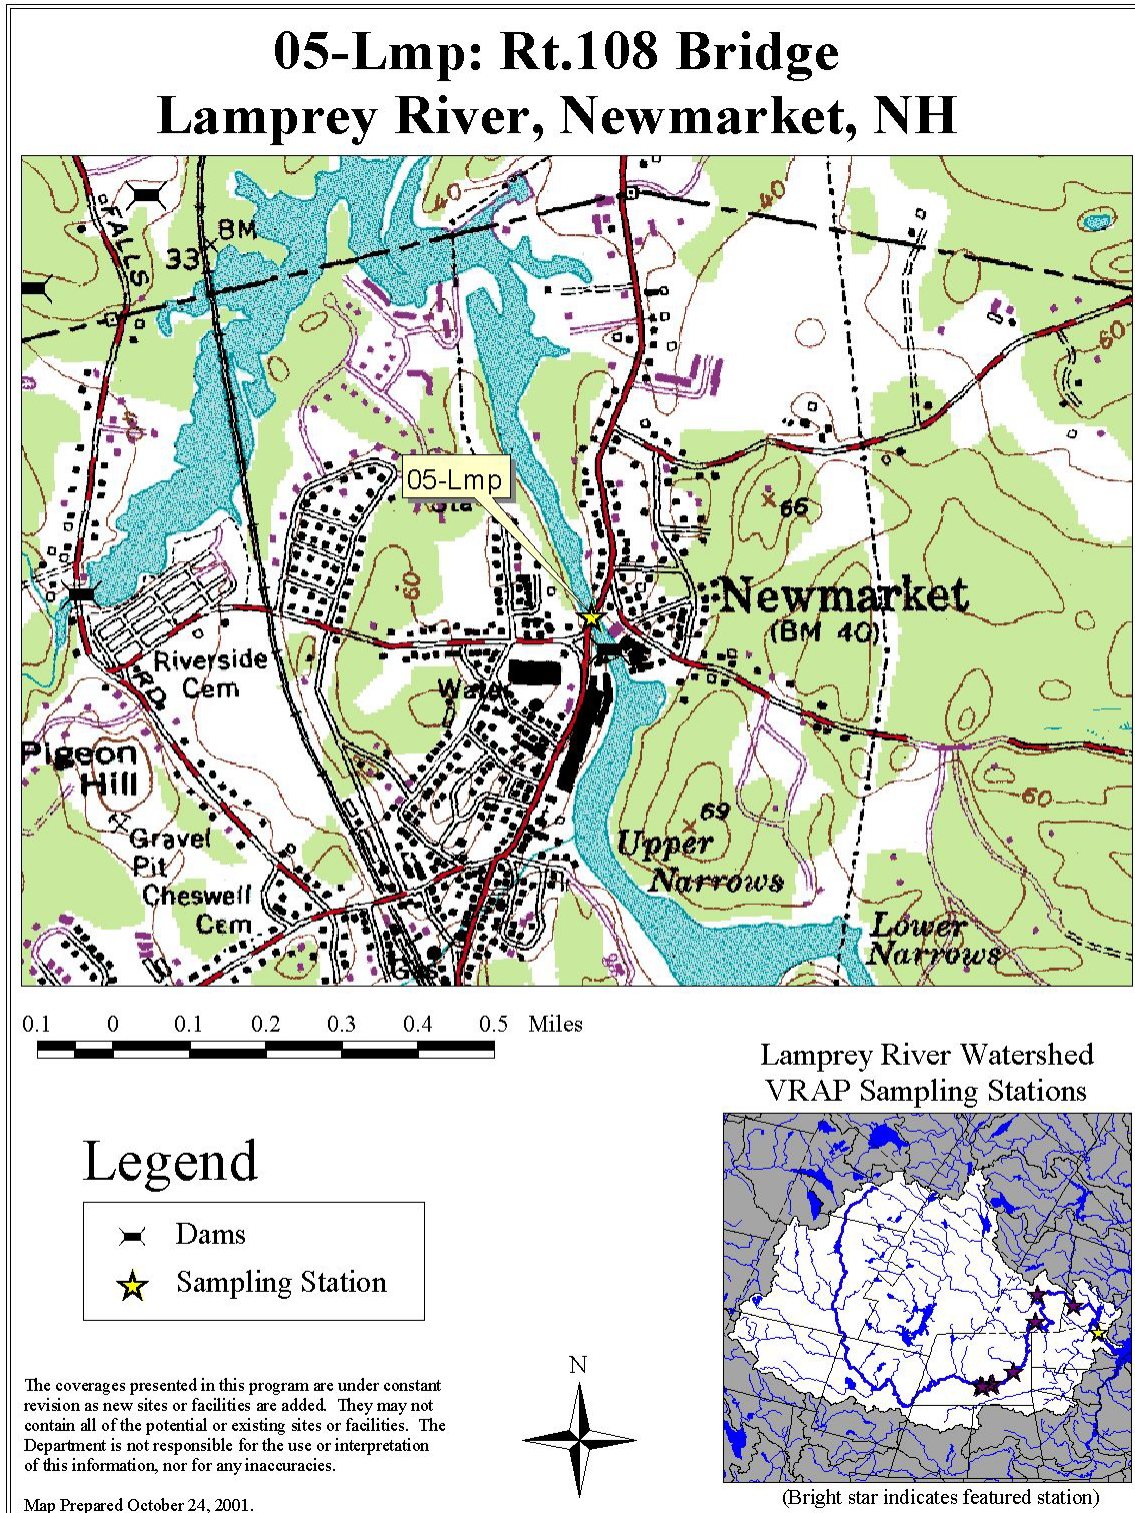 05-Lmp: Rt.108 Bridge
Lamprey River, Newmarket, NH
FALLS
BM
33
40
40
60
40
05-Lmp
66
60
Newmarket
(BM 40)
Riverside
Cem
RD
Water
Pigeon
Hill
Gravel
Pit
Cheswell
Cem
69
60
Upper
Narrows
Lower
Narrows
Gas
0.1 0 0.1 0.2 0.3 0.4 0.5 Miles
Lamprey River Watershed
VRAP Sampling Stations
Legend
Dams
Sampling Station
N
The coverages presented in this program are under constant
revision as new sites or facilities are added. They may not
contain all of the potential or existing sites or facilities. The
Department is not responsible for the use or interpretation
of this information, nor for any inaccuracies.
Map Prepared October 24, 2001.
(Bright star indicates featured station)